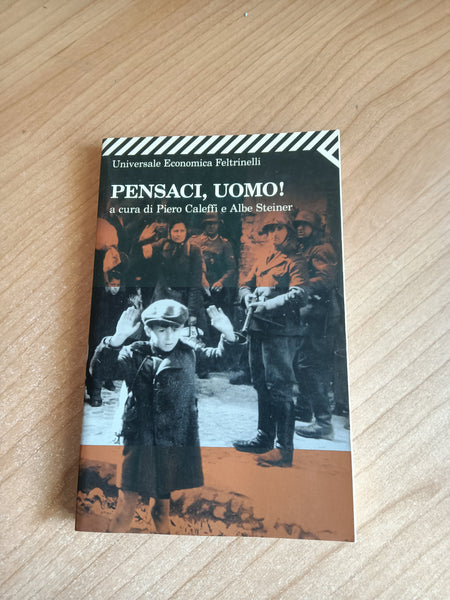 Universale Economica Feltrinelli
PENSACI, UOMO!
a cura di Piero Caleffi e Albe Steiner